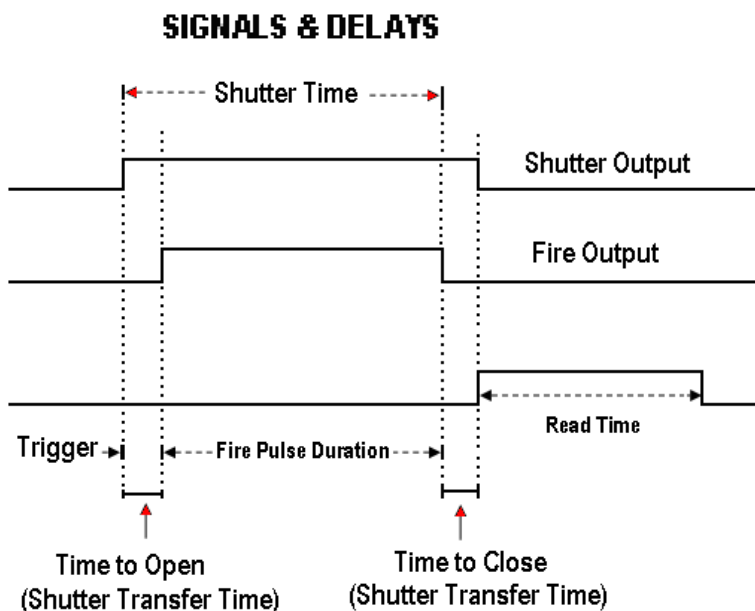 SIGNALS & DELAYS
Shutter Time
Shutter Output
Fire Output
Read Time
Trigger
Fire Pulse Duration
Time to Open
(Shutter Transfer Time)
Time to Close
(Shutter Transfer Time)